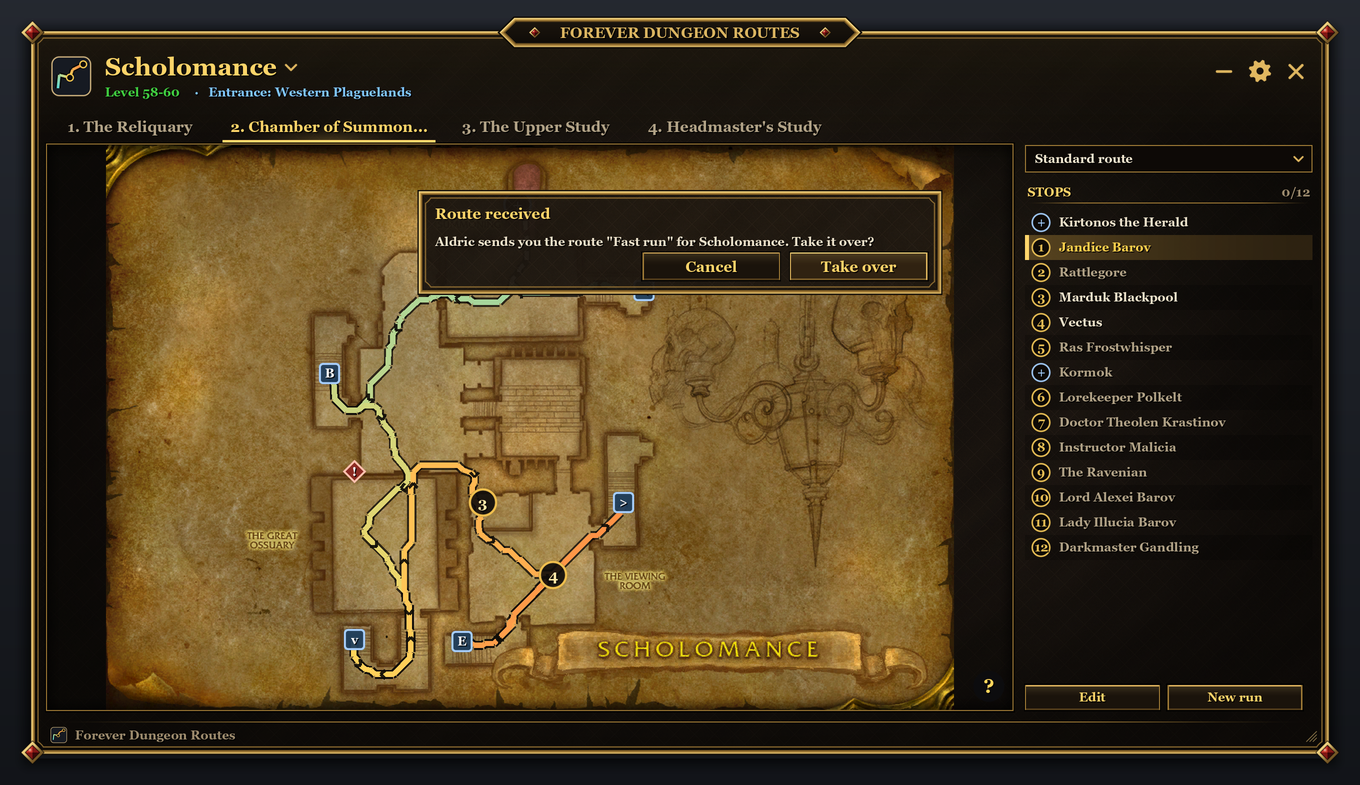 FOREVER DUNGEON ROUTES
Scholomance
Level 58-60 · Entrance: Western Plaguelands
1. The Reliquary
2. Chamber of Summon...
3. The Upper Study
4. Headmaster's Study
Route received
Aldric sends you the route "Fast run" for Scholomance. Take it over?
Cancel
Take over
B
!
3
>
THE GREAT
OSSUARY
4
THE VIEWING
ROOM
v
E
SCHOLOMANCE
?
Standard route
STOPS 0/12
+ Kirtonos the Herald
1 Jandice Barov
2 Rattlegore
3 Marduk Blackpool
4 Vectus
5 Ras Frostwhisper
+ Kormok
6 Lorekeeper Polkelt
7 Doctor Theolen Krastinov
8 Instructor Malicia
9 The Ravenian
10 Lord Alexei Barov
11 Lady Illucia Barov
12 Darkmaster Gandling
Edit
New run
Forever Dungeon Routes